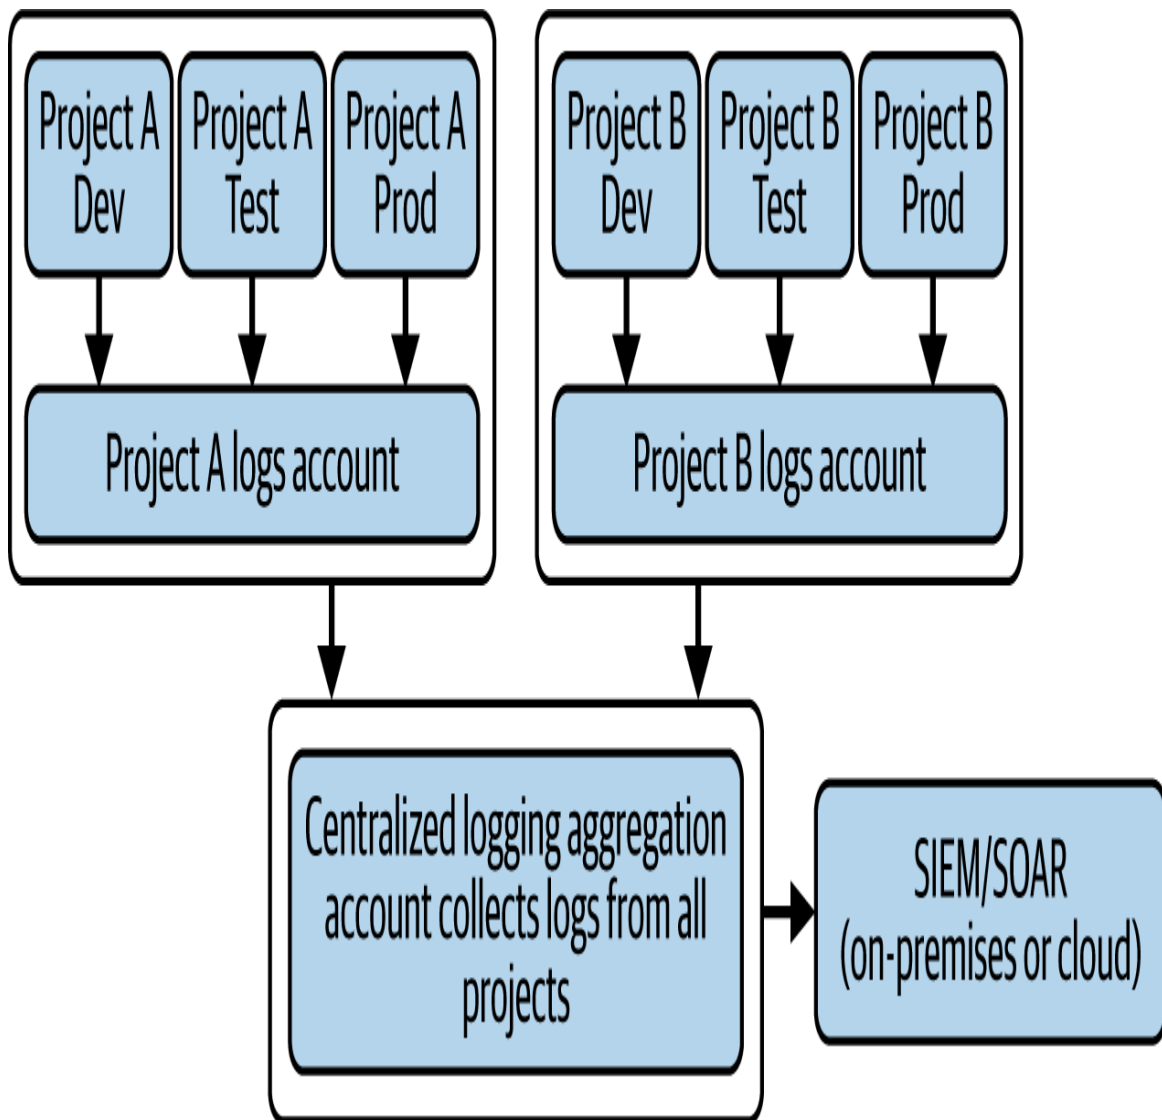 Project A
Dev
Project A
Test
Project A
Prod
Project B
Dev
Project B
Test
Project B
Prod
Project A logs account
Project B logs account
Centralized logging aggregation
account collects logs from all
projects
SIEM/SOAR
(on-premises or cloud)